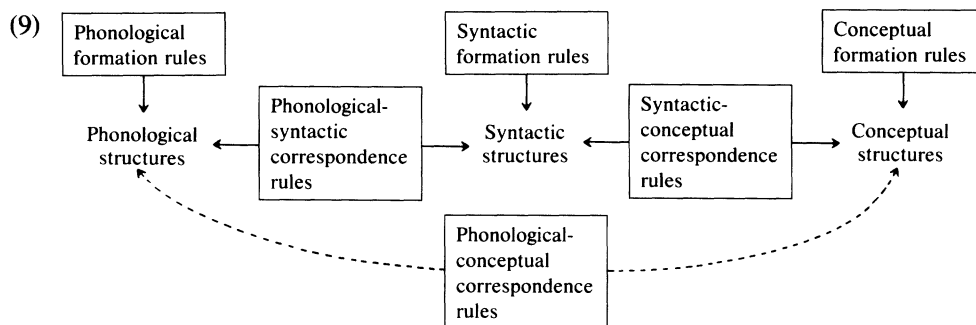 (9)
Phonological
formation rules
Syntactic
formation rules
Conceptual
formation rules
Phonological
structures
Phonological-
syntactic
correspondence
rules
Syntactic
structures
Syntactic-
conceptual
correspondence
rules
Conceptual
structures
Phonological-
conceptual
correspondence
rules